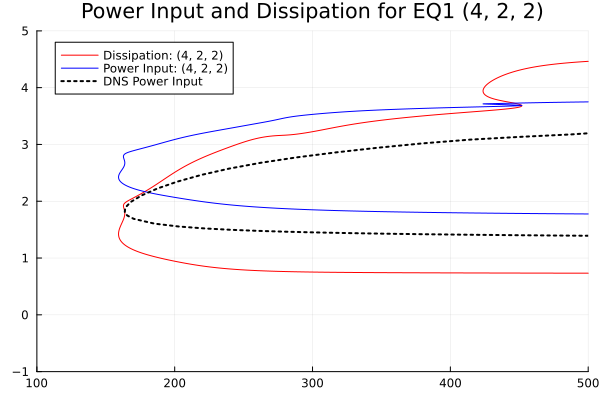 Power Input and Dissipation for EQ1 (4, 2, 2)
5
Dissipation: (4, 2, 2)
Power Input: (4, 2, 2)
DNS Power Input
4
3
2
1
0
−1
100 200 300 400 500